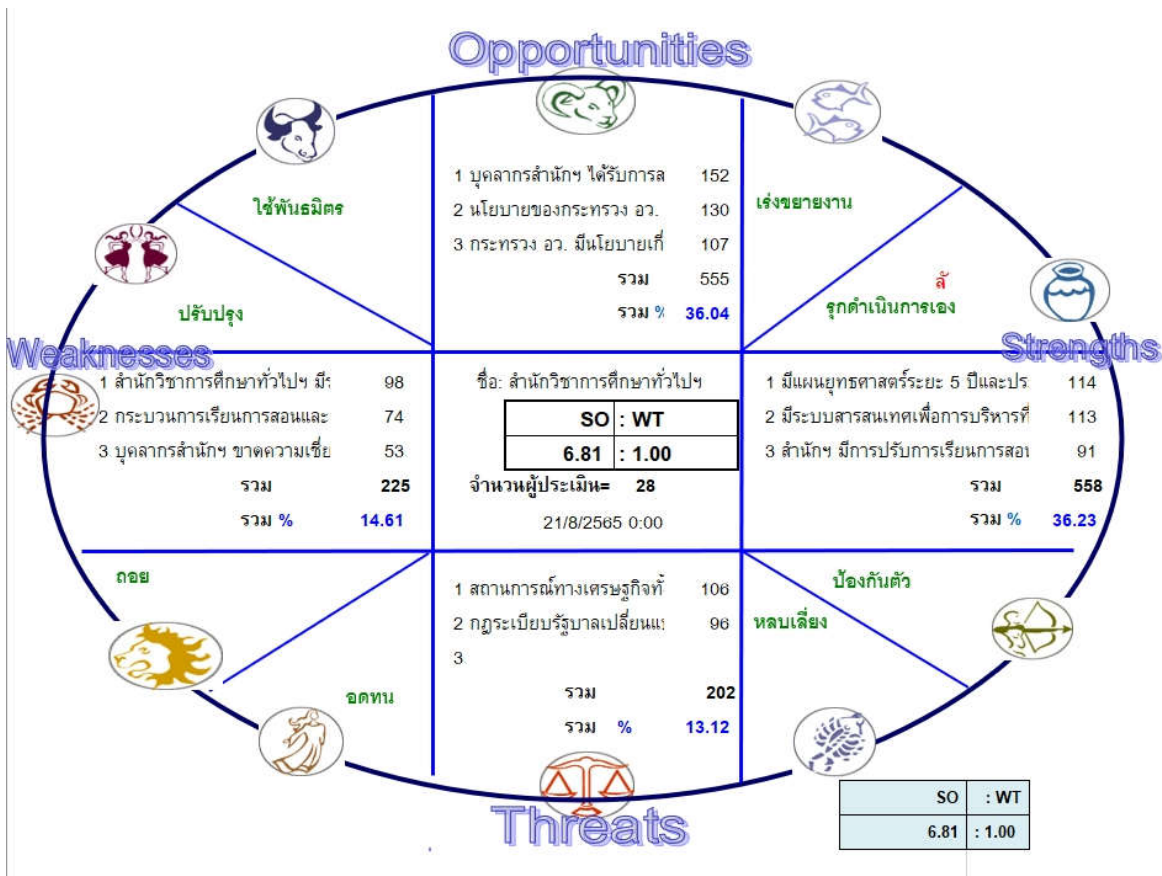 Opportunities
1 บุคลากรสำนักฯ ได้รับการส 152
ใช้พันธมิตร
2 นโยบายของกระทรวง อว. 130
เร่งขยายงาน
3 กระทรวง อว. มีนโยบายเกี่ 107
รวม 555
ลั
ปรับปรุง
รวม % 36.04
รุกดำเนินการเอง
Weaknesses
Strengths
1 สำนักวิชาการศึกษาทั่วไปฯ มีร 98
2 กระบวนการเรียนการสอนและ 74
3 บุคลากรสำนักฯ ขาดความเชี่ย 53
รวม 225
รวม % 14.61
ชื่อ: สำนักวิชาการศึกษาทั่วไปฯ
SO : WT
6.81 : 1.00
จำนวนผู้ประเมิน= 28
21/8/2565 0:00
1 มีแผนยุทธศาสตร์ระยะ 5 ปีและปร 114
2 มีระบบสารสนเทศเพื่อการบริหารที่ 113
3 สำนักฯ มีการปรับการเรียนการสอน 91
รวม 558
รวม % 36.23
ถอย
ป้องกันตัว
1 สถานการณ์ทางเศรษฐกิจทั้ 106
2 กฎระเบียบรัฐบาลเปลี่ยนแป 96
หลบเลี่ยง
3
รวม 202
อดทน
รวม % 13.12
Threats
SO : WT
6.81 : 1.00